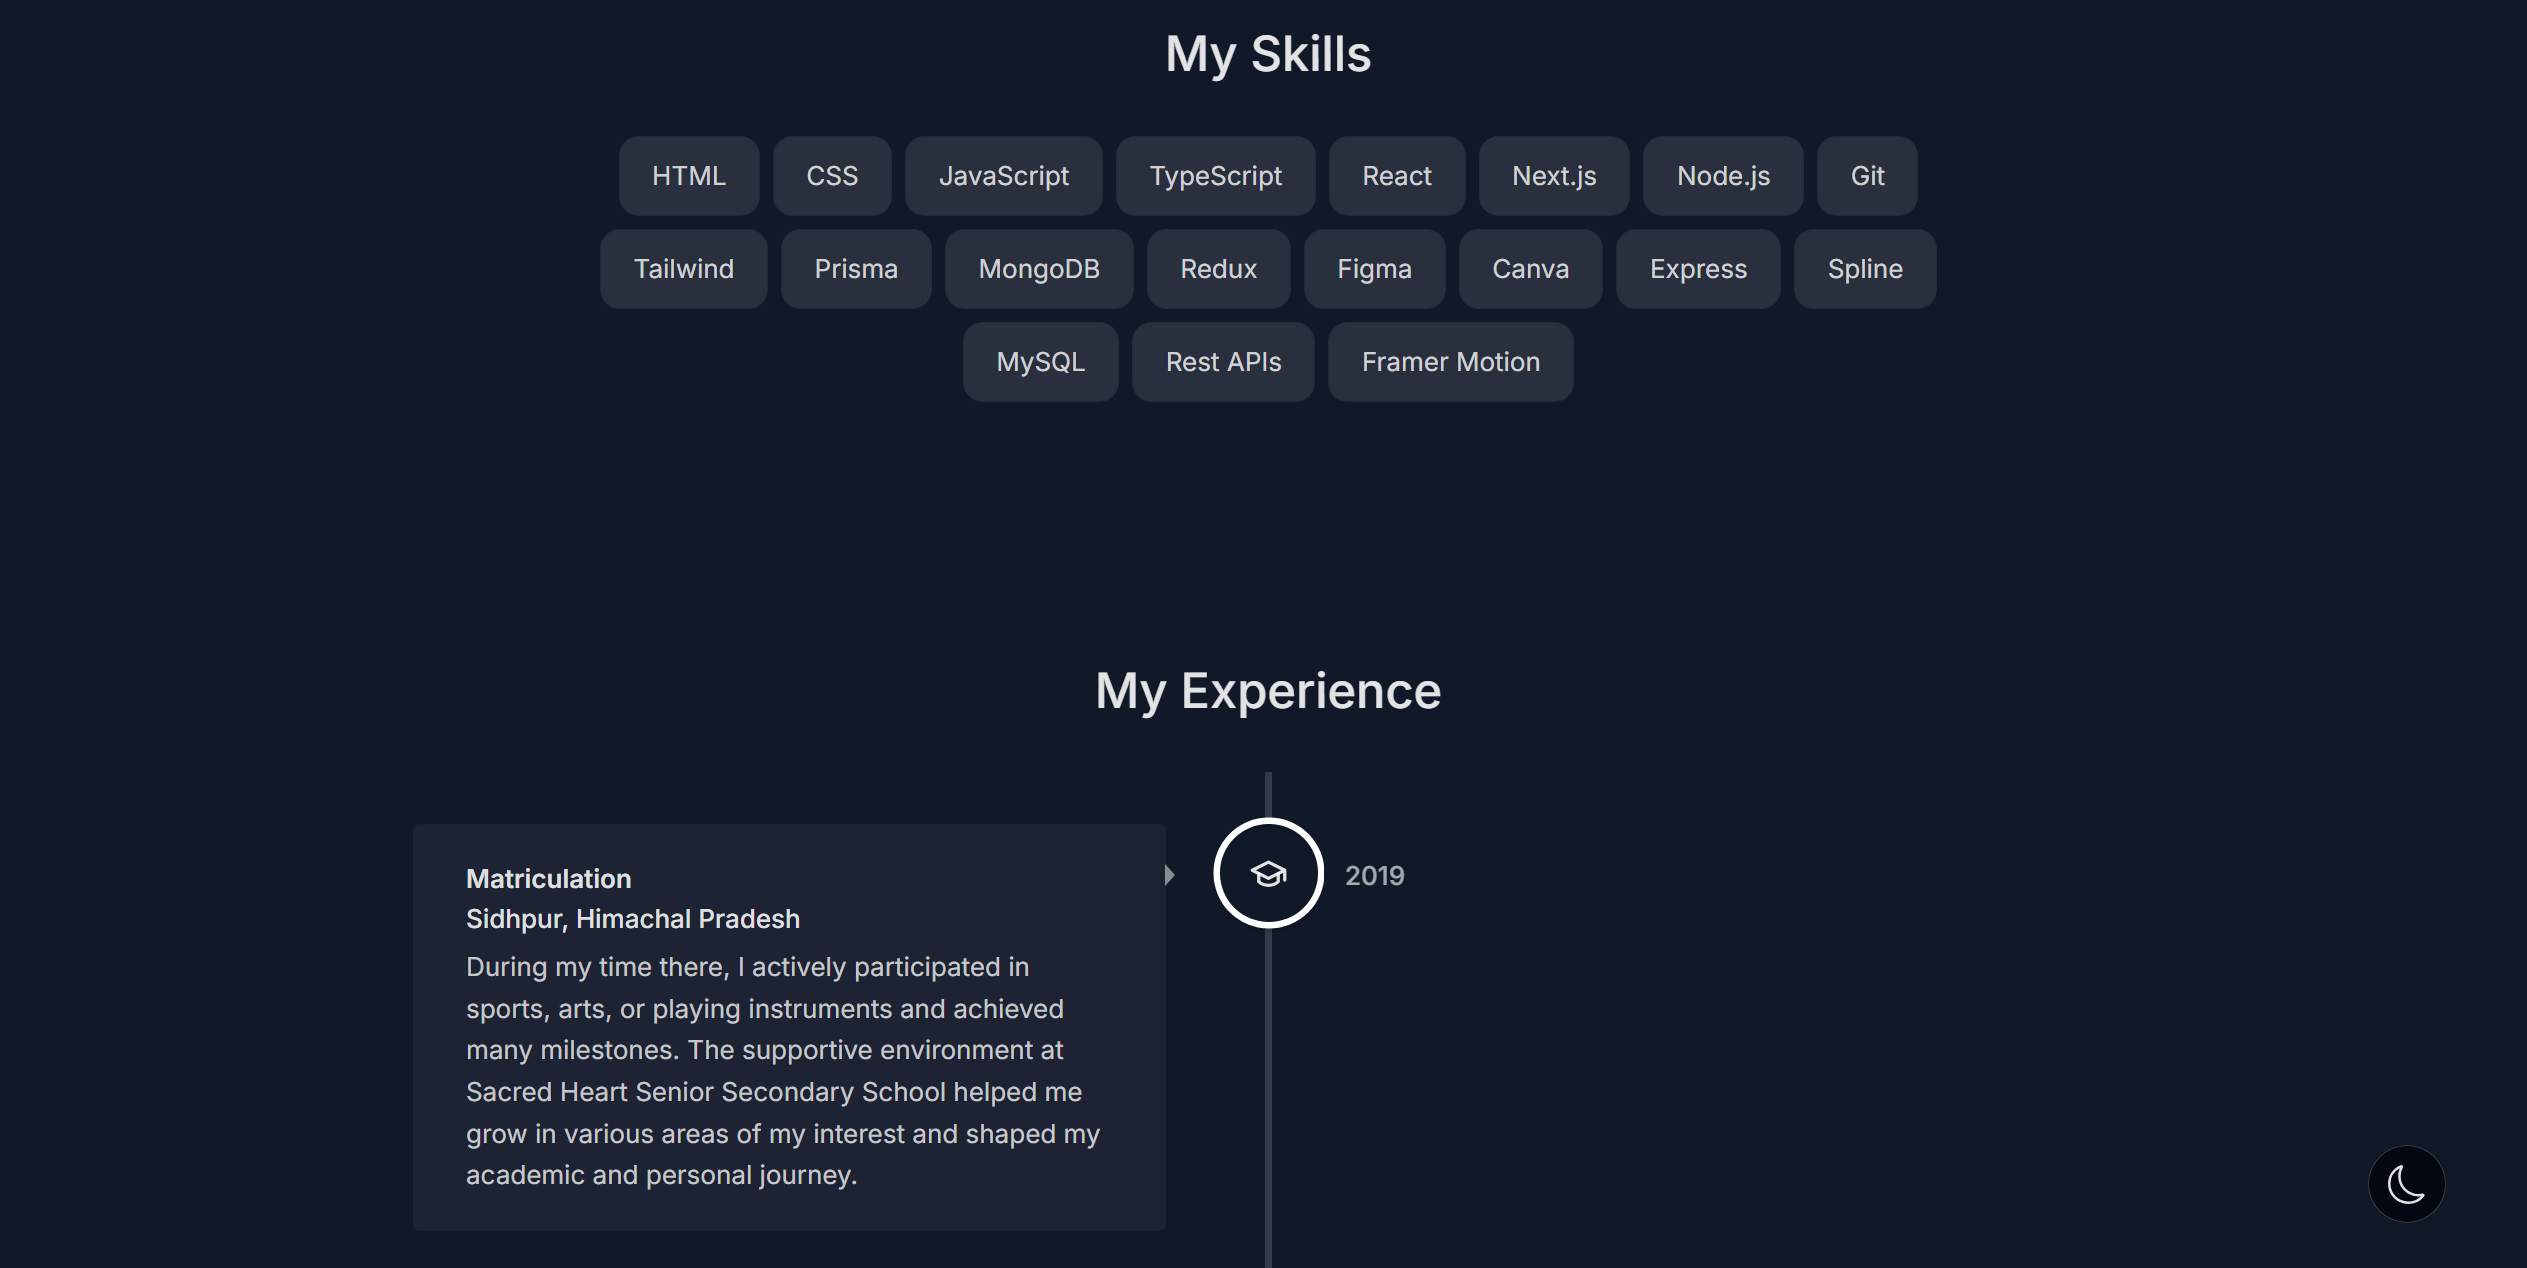 My Skills
HTML CSS JavaScript TypeScript React Next.js Node.js Git
Tailwind Prisma MongoDB Redux Figma Canva Express Spline
MySQL Rest APIs Framer Motion
My Experience
Matriculation
Sidhpur, Himachal Pradesh
During my time there, I actively participated in
sports, arts, or playing instruments and achieved
many milestones. The supportive environment at
Sacred Heart Senior Secondary School helped me
grow in various areas of my interest and shaped my
academic and personal journey.
2019